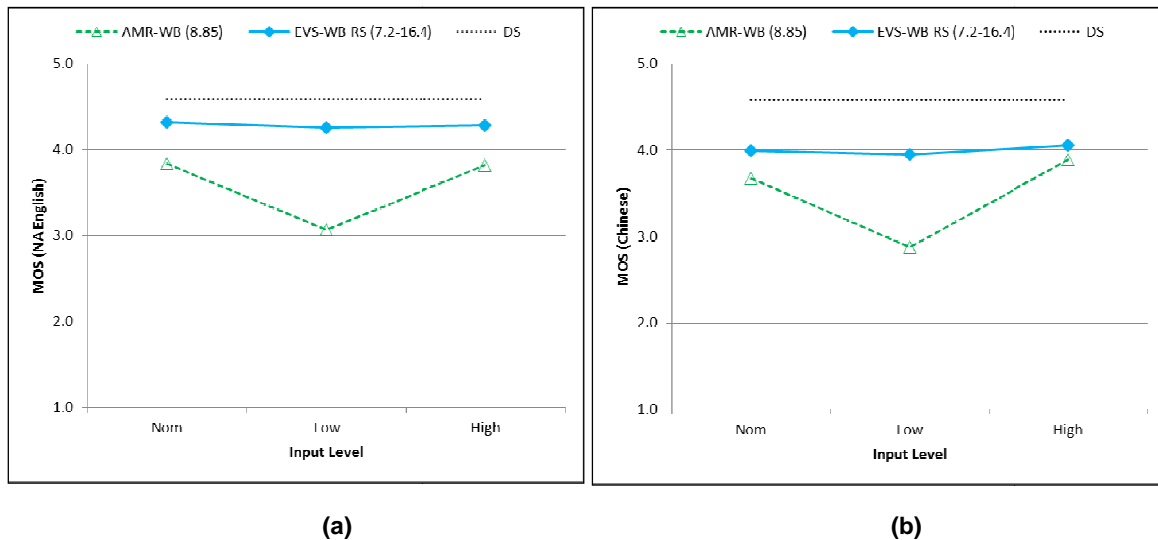 AMR-WB (8.85) EVS-WB RS (7.2-16.4) DS
5.0
4.0
3.0
2.0
1.0
MOS (NA English)
Nom Low High
Input Level
(a)
AMR-WB (8.85) EVS-WB RS (7.2-16.4) DS
5.0
4.0
3.0
2.0
1.0
MOS (Chinese)
Nom Low High
Input Level
(b)